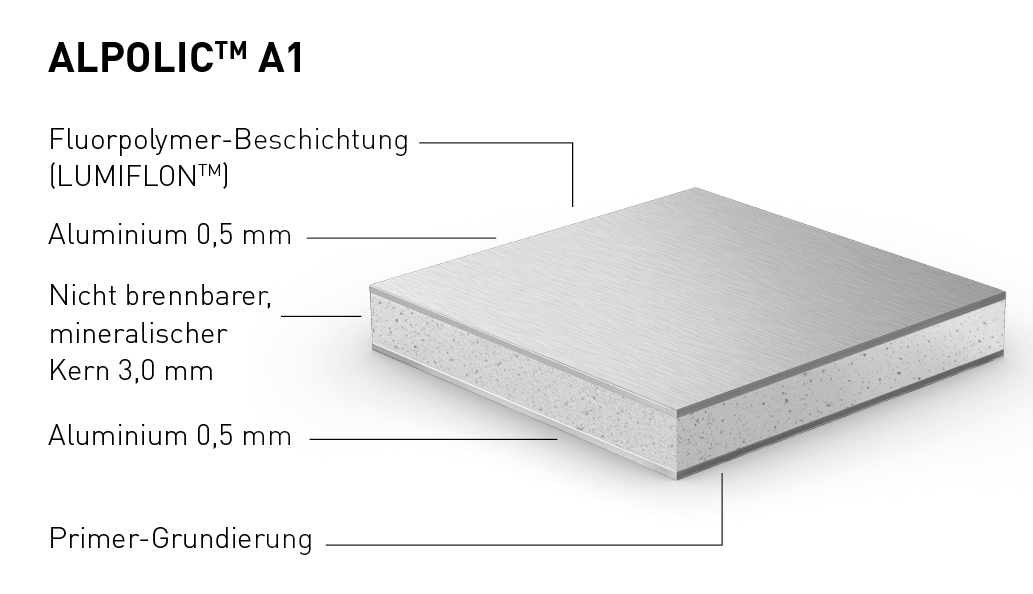 ALPOLIC™ A1
Fluorpolymer-Beschichtung
(LUMIFLON™)
Aluminium 0,5 mm
Nicht brennbarer,
mineralischer
Kern 3,0 mm
Aluminium 0,5 mm
Primer-Grundierung